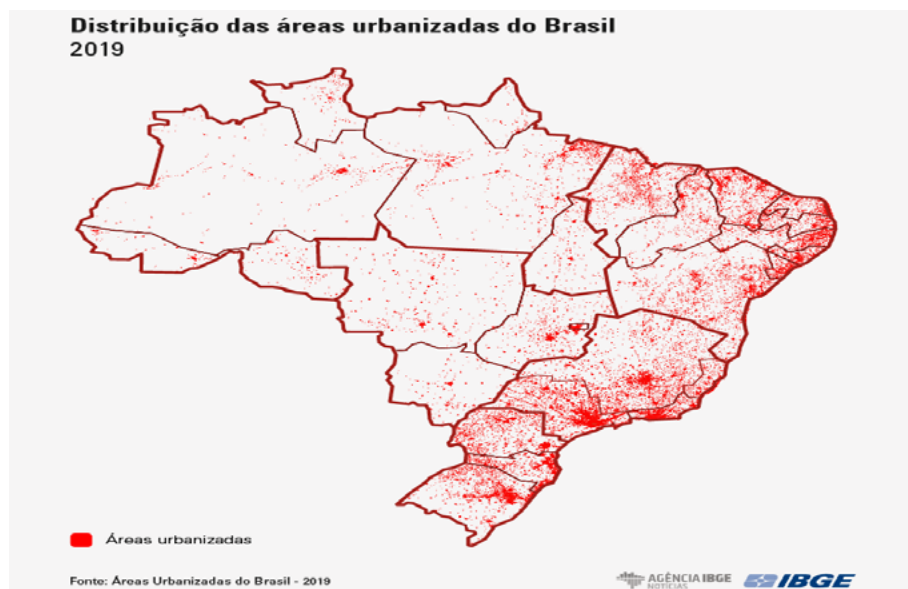 Distribuição das áreas urbanizadas do Brasil
2019
Áreas urbanizadas
Fonte: Áreas Urbanizadas do Brasil - 2019
AGÊNCIA IBGE
NOTÍCIAS
IBGE